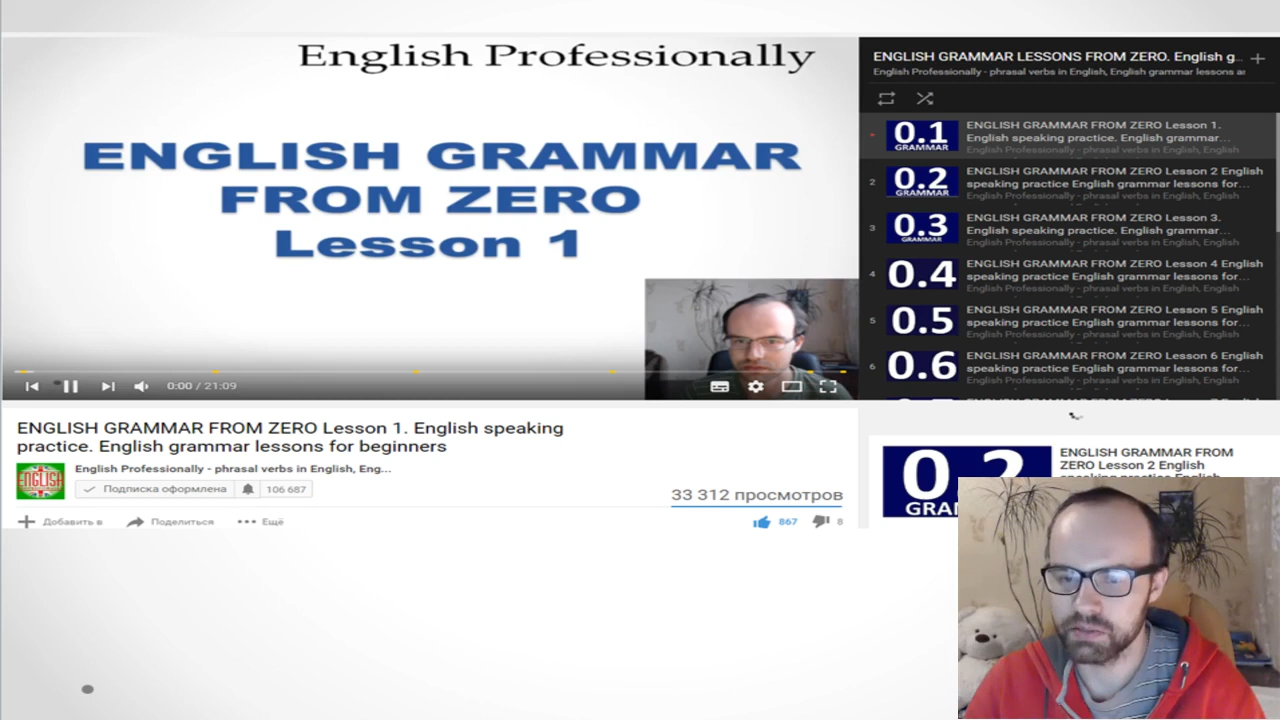 English Professionally
ENGLISH GRAMMAR
FROM ZERO
Lesson 1
0:00 / 21:09
ENGLISH GRAMMAR LESSONS FROM ZERO. English g...
English Professionally - phrasal verbs in English, English grammar lessons
0.1
GRAMMAR
ENGLISH GRAMMAR FROM ZERO Lesson 1.
English speaking practice. English grammar...
English Professionally - phrasal verbs in English, English
2
0.2
GRAMMAR
ENGLISH GRAMMAR FROM ZERO Lesson 2 English
speaking practice English grammar lessons for...
English Professionally - phrasal verbs in English, English
3
0.3
GRAMMAR
ENGLISH GRAMMAR FROM ZERO Lesson 3.
English speaking practice. English grammar...
English Professionally - phrasal verbs in English, English
4
0.4
ENGLISH GRAMMAR FROM ZERO Lesson 4 English
speaking practice English grammar lessons for...
English Professionally - phrasal verbs in English, English
5
0.5
ENGLISH GRAMMAR FROM ZERO Lesson 5 English
speaking practice English grammar lessons for...
English Professionally - phrasal verbs in English, English
6
0.6
ENGLISH GRAMMAR FROM ZERO Lesson 6 English
speaking practice English grammar lessons for...
English Professionally - phrasal verbs in English, English
ENGLISH GRAMMAR FROM ZERO Lesson 1. English speaking
practice. English grammar lessons for beginners
ENGLISH
English Professionally - phrasal verbs in English, Eng...
Подписка оформлена 106 687
33 312 просмотров
Добавить в Поделиться Ещё
867 8
0.2
ENGLISH GRAMMAR FROM
ZERO Lesson 2 English
speaking practice English